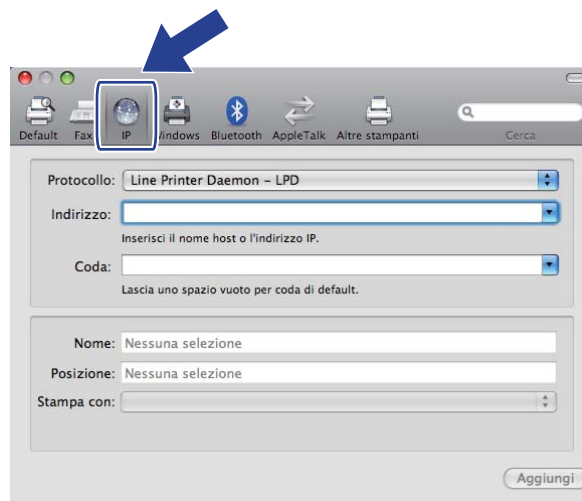 Default Fax IP Windows Bluetooth AppleTalk Altre stampanti Cerca
Protocollo: Line Printer Daemon – LPD
Indirizzo:
Inserisci il nome host o l'indirizzo IP.
Coda:
Lascia uno spazio vuoto per coda di default.
Nome: Nessuna selezione
Posizione: Nessuna selezione
Stampa con:
Aggiungi